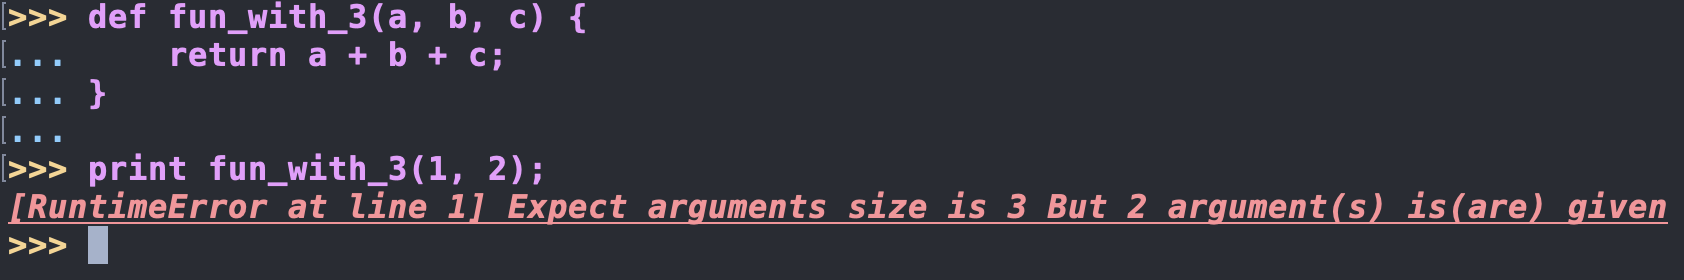 >>> def fun_with_3(a, b, c) {
...     return a + b + c;
... }
...
>>> print fun_with_3(1, 2);
[RuntimeError at line 1] Expect arguments size is 3 But 2 argument(s) is(are) given
>>>